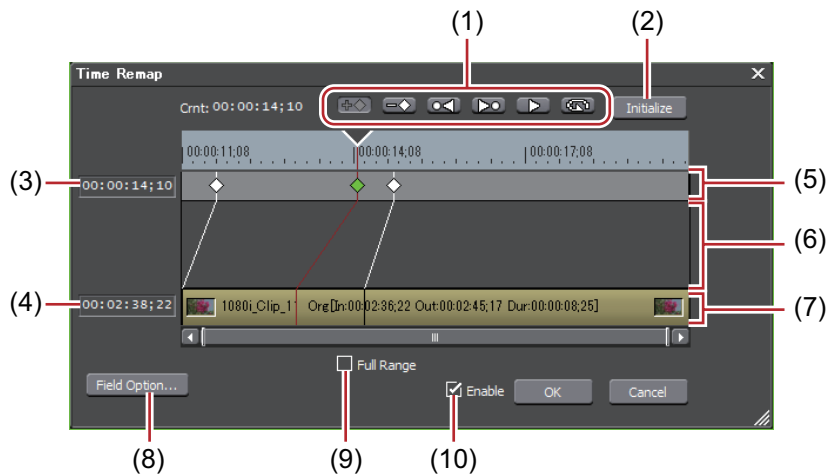 (1)
(2)
Time Remap
X
Crnt: 00:00:14;10
Initialize
00:00:11;08
00:00:14;08
00:00:17;08
(3)
00:00:14;10
(5)
(6)
(4)
00:02:38;22
1080i_Clip_1
Org[In:00:02:36;22 Out:00:02:45;17 Dur:00:00:08;25]
(7)
Full Range
Field Option...
Enable
OK
Cancel
(8)
(9)
(10)